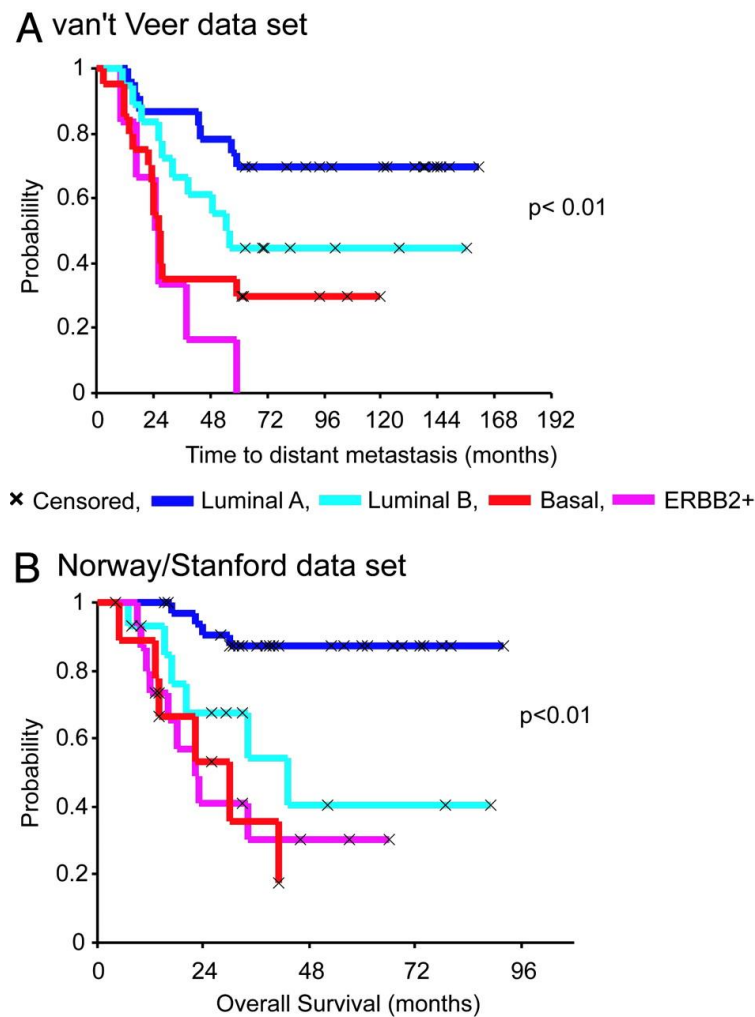 A van't Veer data set
1
0.8
0.6
0.4
0.2
0
Probabilility
p< 0.01
0 24 48 72 96 120 144 168 192
Time to distant metastasis (months)
× Censored, Luminal A, Luminal B, Basal, ERBB2+
B Norway/Stanford data set
1
0.8
0.6
0.4
0.2
0
Probability
p<0.01
0 24 48 72 96
Overall Survival (months)